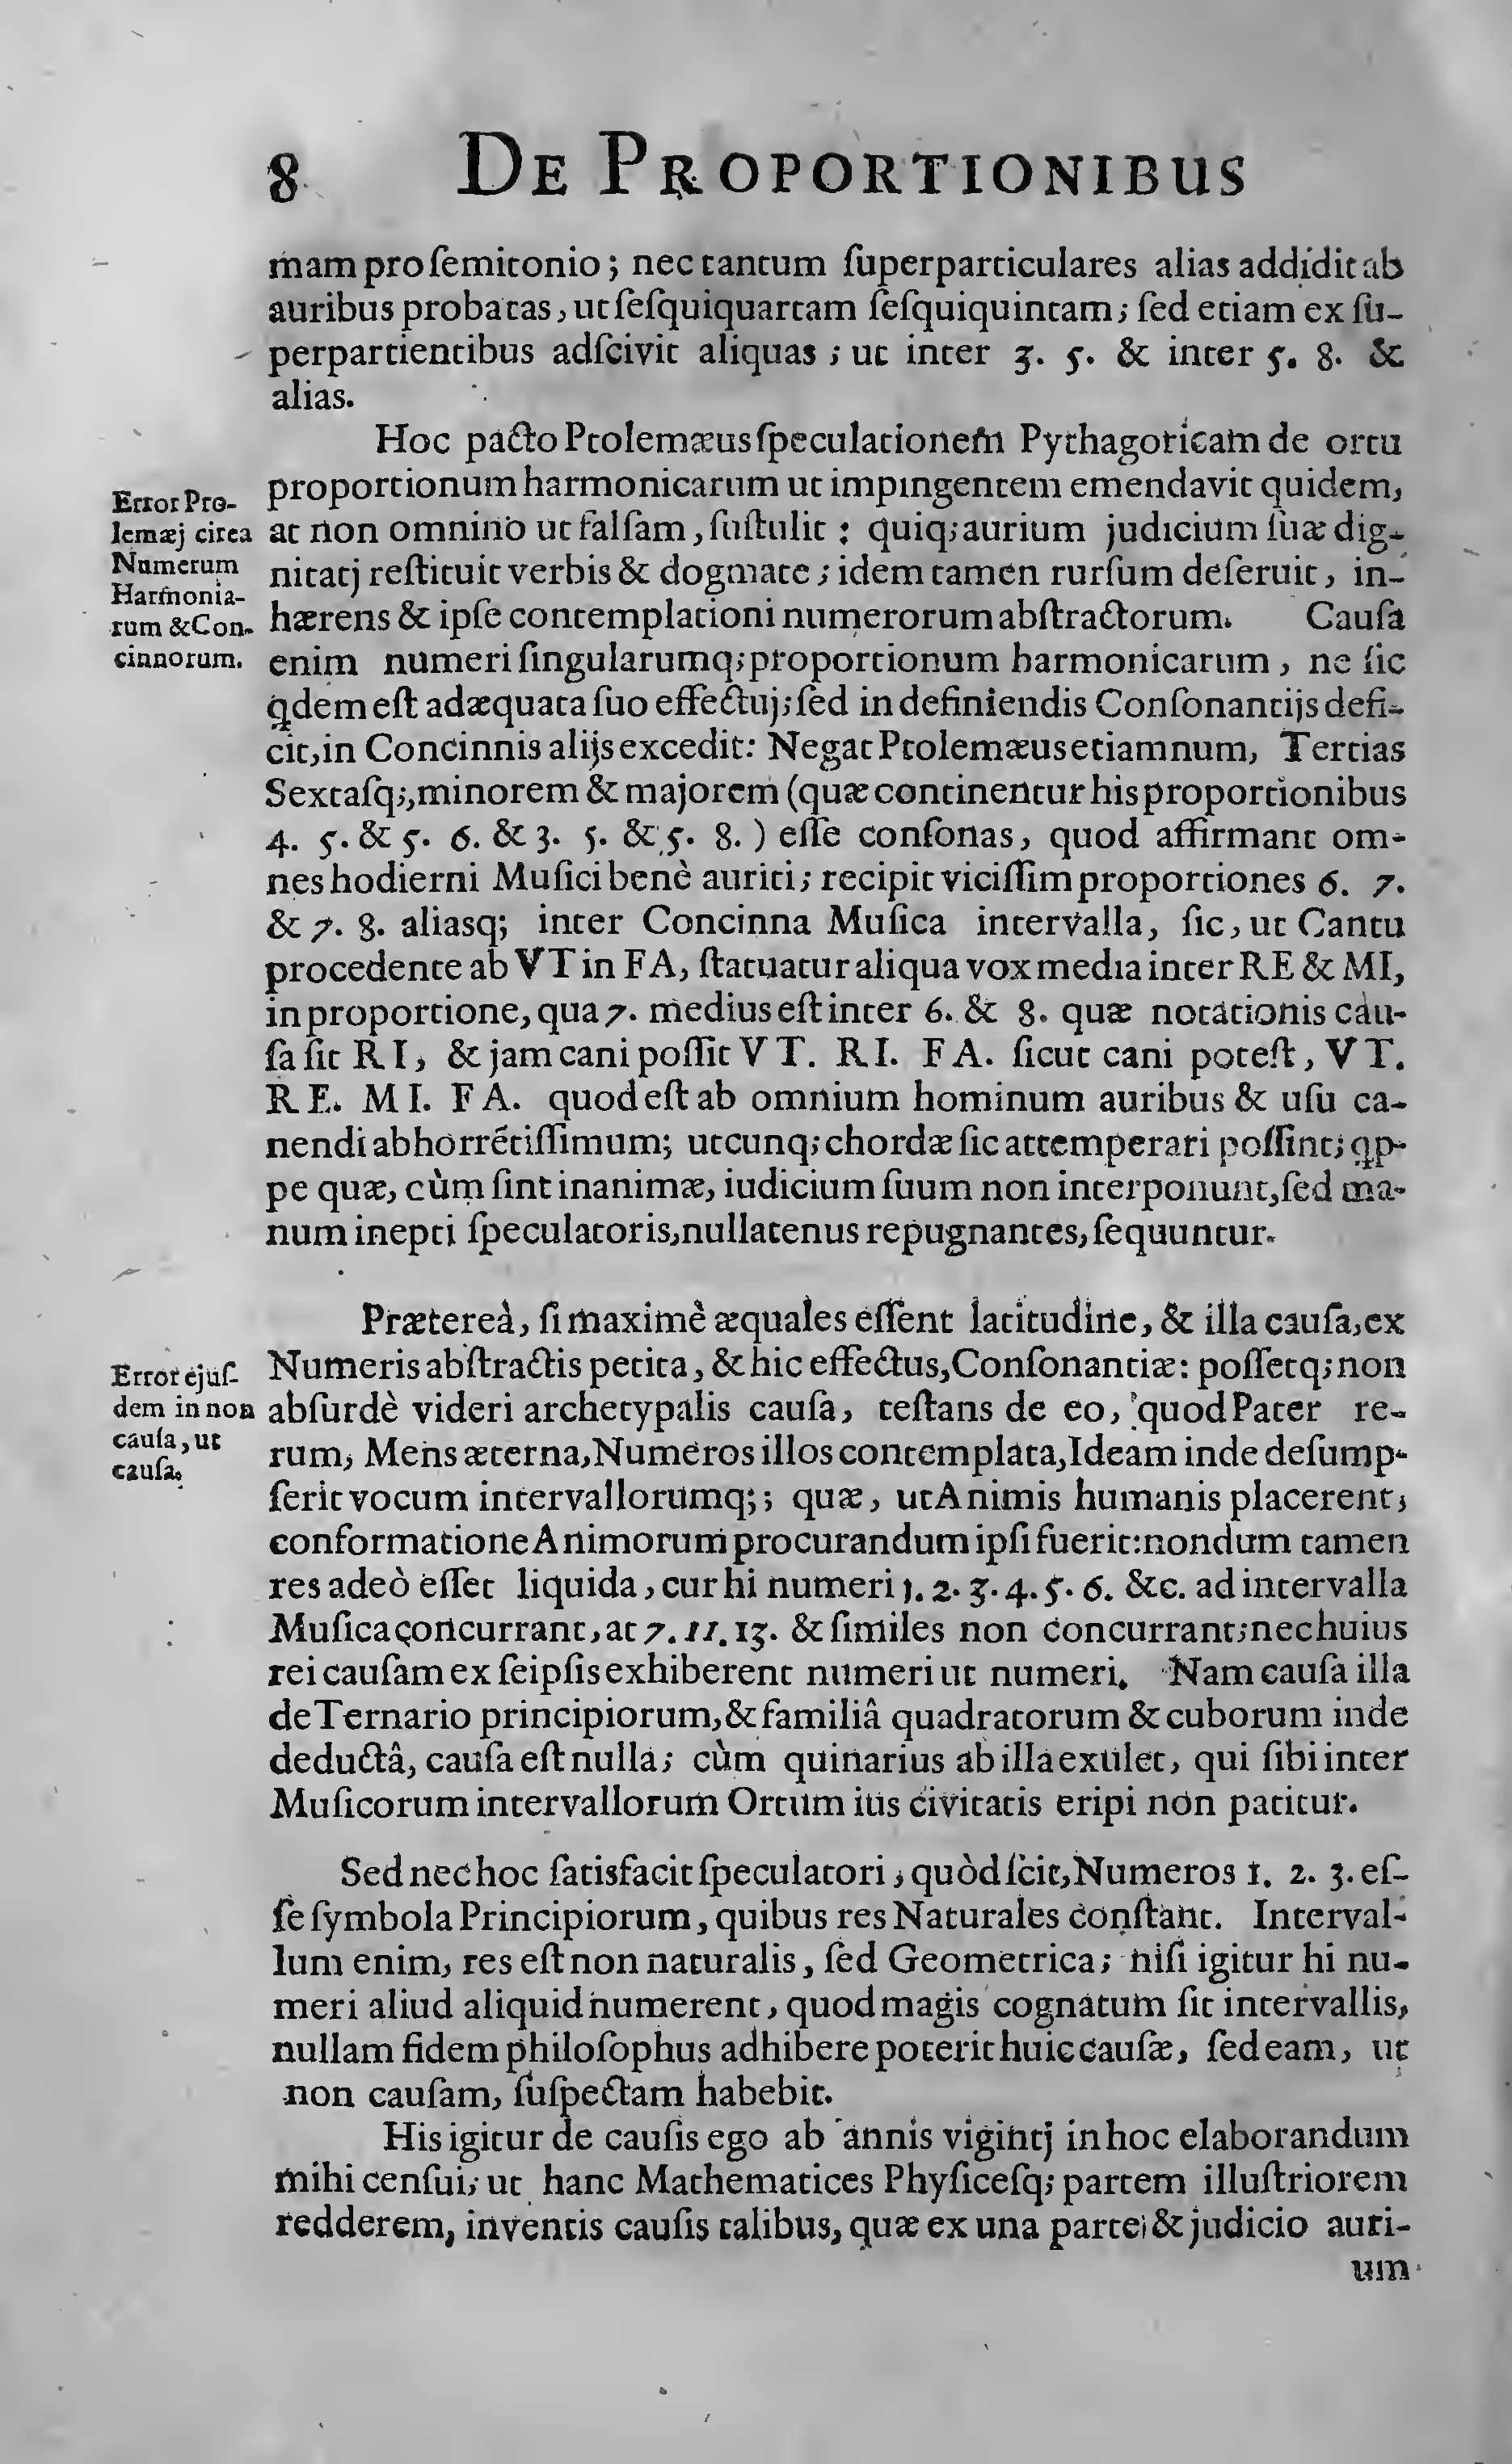 8 DE PROPORTIONIBUS
mam pro ſemitonio; nec tantum ſuperparticulares alias addidit ab
auribus probatas, ut ſeſquiquartam ſeſquiquintam; ſed etiam ex ſu-
perpartientibus adſcivit aliquas; ut inter 3. 5. & inter 5. 8. &
alias.
Hoc pacto Ptolemæus ſpeculationem Pythagoricam de ortu
proportionum harmonicarum ut impingentem emendavit quidem,
at non omnino ut falſam, ſuſtulit: quiq; aurium judicium ſuæ dig-
nitatj reſtituit verbis & dogmate; idem tamen rurſum deſeruit, in-
hærens & ipſe contemplationi numerorum abſtractorum. Cauſa
enim numeri ſingularumq; proportionum harmonicarum, ne ſic
q̃dem eſt adæquata ſuo effectuj; ſed in definiendis Conſonantijs defi-
cit, in Concinnis alijs excedit: Negat Ptolemæus etiamnum, Tertias
Sextaſq;, minorem & majorem (quæ continentur his proportionibus
4. 5. & 5. 6. & 3. 5. & 5. 8.) eſſe conſonas, quod affirmant om-
nes hodierni Muſici benè auriti; recipit viciſſim proportiones 6. 7.
& 7. 8. aliasq; inter Concinna Muſica intervalla, ſic, ut Cantu
procedente ab VT in FA, ſtatuatur aliqua vox media inter RE & MI,
in proportione, qua 7. medius eſt inter 6. & 8. quæ notationis cau-
ſa ſit RI, & jam cani poſſit VT. RI. FA. ſicut cani poteſt, VT.
RE. MI. FA. quod eſt ab omnium hominum auribus & uſu ca-
nendi abhorrẽtiſſimum; utcunq; chordæ ſic attemperari poſſint; q̃p-
pe quæ, cùm ſint inanimæ, iudicium ſuum non interponunt, ſed ma-
num inepti ſpeculatoris, nullatenus repugnantes, ſequuntur.
Error Pto-
lemæj circa
Numerum
Harmonia-
rum & Con-
cinnorum.
Prætereà, ſi maximè æquales eſſent latitudine, & illa cauſa, ex
Numeris abſtractis petita, & hic effectus, Conſonantiæ: poſſetq; non
abſurdè videri archetypalis cauſa, teſtans de eo, quod Pater re-
rum, Mens æterna, Numeros illos contemplata, Ideam inde deſump-
ſerit vocum intervallorumq;; quæ, ut Animis humanis placerent,
conformatione Animorum procurandum ipſi fuerit: nondum tamen
res adeò eſſet liquida, cur hi numeri 1. 2. 3. 4. 5. 6. &c. ad intervalla
Muſica concurrant, at 7. 11. 13. & ſimiles non concurrant; nec huius
rei cauſam ex ſeipſis exhiberent numeri ut numeri. Nam cauſa illa
de Ternario principiorum, & familiâ quadratorum & cuborum inde
deductâ, cauſa eſt nulla; cùm quinarius ab illa exulet, qui ſibi inter
Muſicorum intervallorum Ortum ius civitatis eripi non patitur.
Error ejuſ-
dem in non
cauſa, ut
cauſa.
Sed nec hoc ſatisfacit ſpeculatori, quòd ſcit, Numeros 1. 2. 3. eſ-
ſe ſymbola Principiorum, quibus res Naturales conſtant. Interval-
lum enim, res eſt non naturalis, ſed Geometrica; niſi igitur hi nu-
meri aliud aliquid numerent, quod magis cognatum ſit intervallis,
nullam fidem philoſophus adhibere poterit huic cauſæ, ſed eam, ut
non cauſam, ſuſpectam habebit.
His igitur de cauſis ego ab annis vigintj in hoc elaborandum
mihi cenſui; ut hanc Mathematices Phyſiceſq; partem illuſtriorem
redderem, inventis cauſis talibus, quæ ex una parte & judicio auri-
um